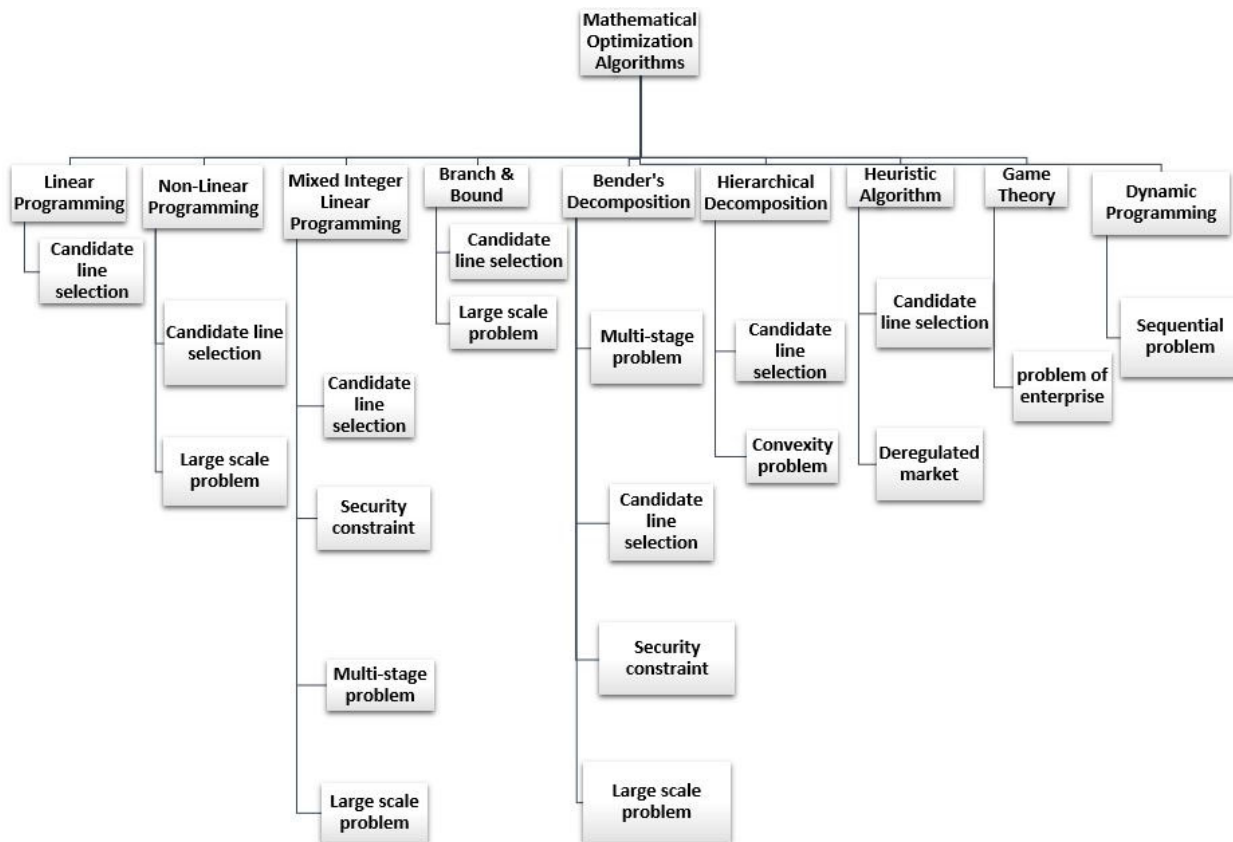 Mathematical
Optimization
Algorithms
Linear
Programming
Candidate
line
selection
Non-Linear
Programming
Candidate line
selection
Large scale
problem
Mixed Integer
Linear
Programming
Candidate
line
selection
Security
constraint
Multi-stage
problem
Large scale
problem
Branch &
Bound
Candidate
line selection
Large scale
problem
Bender's
Decomposition
Multi-stage
problem
Candidate
line
selection
Security
constraint
Large scale
problem
Hierarchical
Decomposition
Candidate
line
selection
Convexity
problem
Heuristic
Algorithm
Candidate
line selection
Deregulated
market
Game
Theory
problem of
enterprise
Dynamic
Programming
Sequential
problem